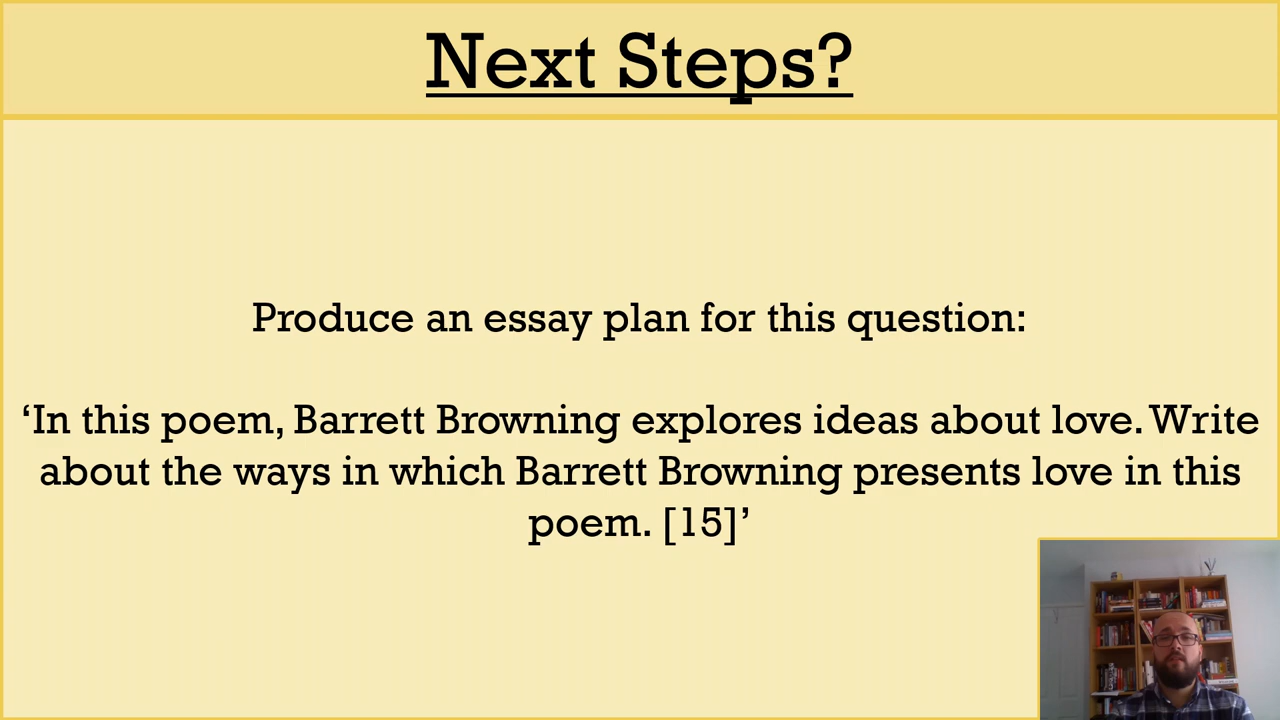 Next Steps?
Produce an essay plan for this question:
‘In this poem, Barrett Browning explores ideas about love. Write
about the ways in which Barrett Browning presents love in this
poem. [15]’